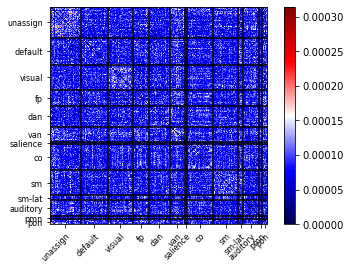 unassign
default
visual
fp
dan
van
salience
co
sm
sm-lat
auditory
pmn
pon
unassign
default
visual
fp
dan
van
salience
co
sm
sm-lat
auditory
pon
0.00030
0.00025
0.00020
0.00015
0.00010
0.00005
0.00000